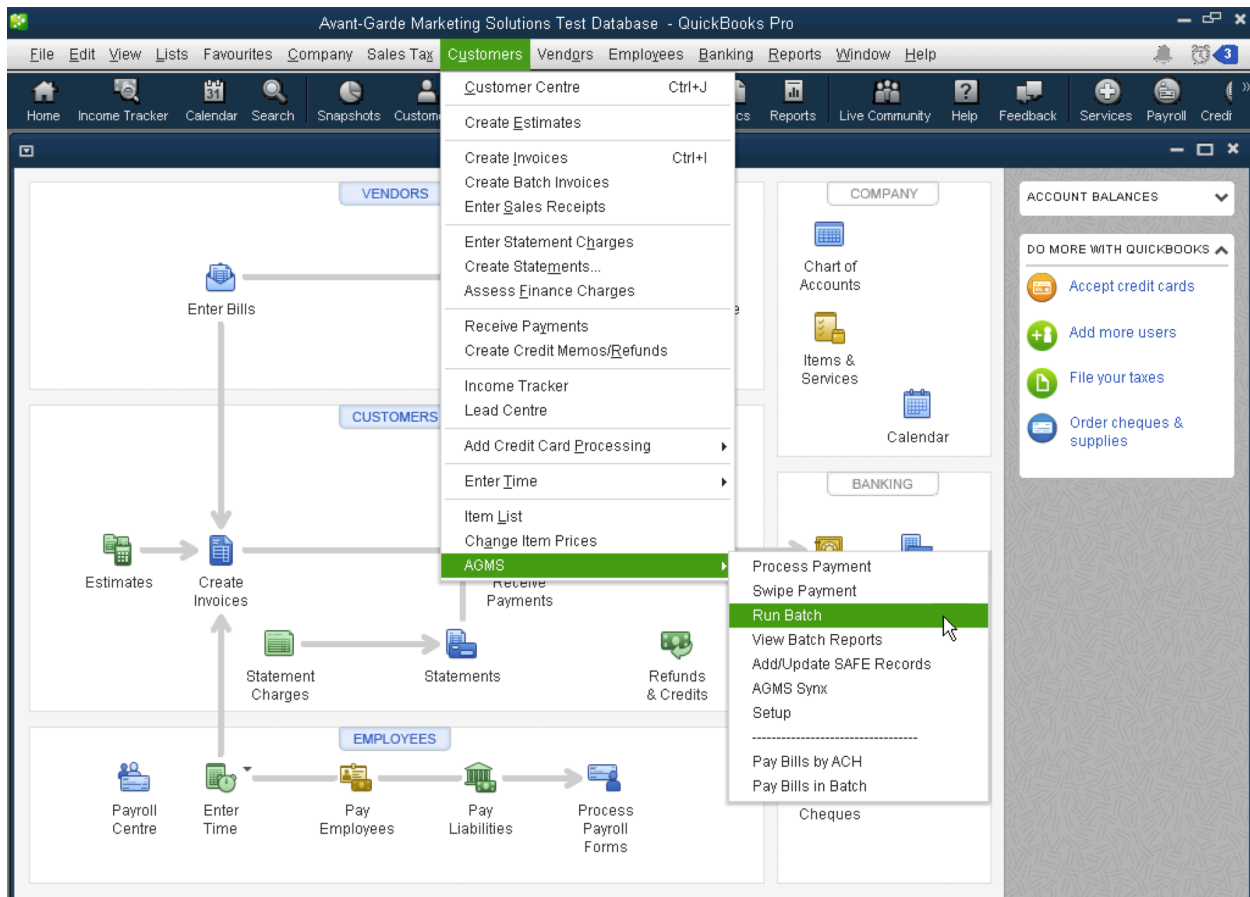 Avant-Garde Marketing Solutions Test Database - QuickBooks Pro
File Edit View Lists Favourites Company Sales Tax Customers Vendors Employees Banking Reports Window Help
3
Home Income Tracker Calendar Search Snapshots Custom cs Reports Live Community Help Feedback Services Payroll Credi
31
Customer Centre Ctrl+J
Create Estimates
Create Invoices Ctrl+I
Create Batch Invoices
Enter Sales Receipts
Enter Statement Charges
Create Statements...
Assess Finance Charges
Receive Payments
Create Credit Memos/Refunds
Income Tracker
Lead Centre
Add Credit Card Processing
Enter Time
Item List
Change Item Prices
AGMS
Process Payment
Swipe Payment
Run Batch
View Batch Reports
Add/Update SAFE Records
AGMS Synx
Setup
----------------------------------
Pay Bills by ACH
Pay Bills in Batch
VENDORS
Enter Bills
CUSTOMERS
Estimates
Create
Invoices
Receive
Payments
Statement
Charges
Statements
Refunds
& Credits
EMPLOYEES
Payroll
Centre
Enter
Time
Pay
Employees
Pay
Liabilities
Process
Payroll
Forms
COMPANY
Chart of
Accounts
Items &
Services
Calendar
BANKING
Cheques
ACCOUNT BALANCES
DO MORE WITH QUICKBOOKS
Accept credit cards
Add more users
File your taxes
Order cheques &
supplies